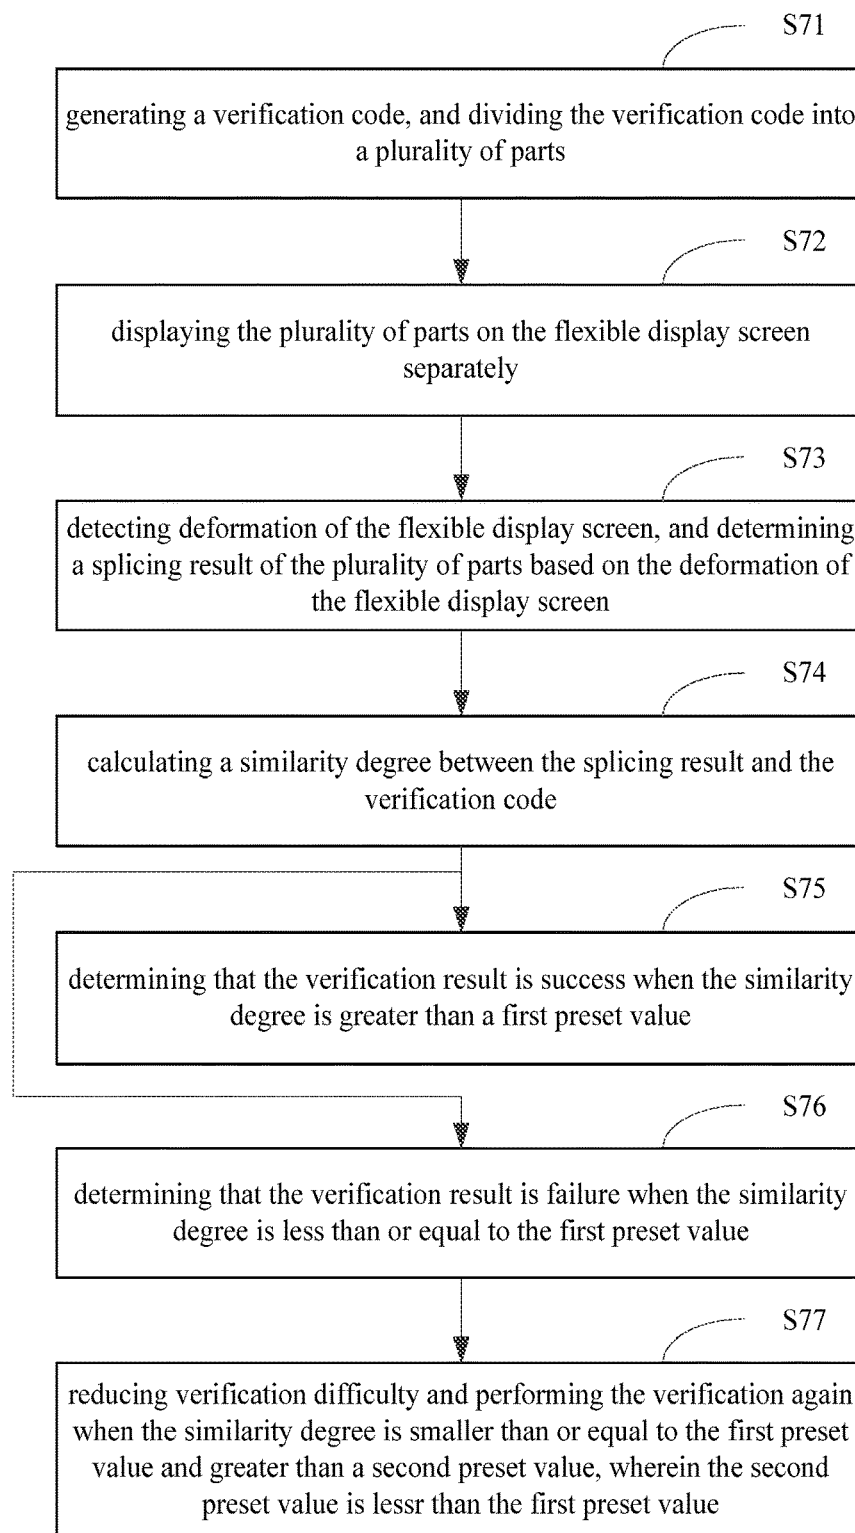 S71
generating a verification code, and dividing the verification code into
a plurality of parts
S72
displaying the plurality of parts on the flexible display screen
separately
S73
detecting deformation of the flexible display screen, and determining
a splicing result of the plurality of parts based on the deformation of
the flexible display screen
S74
calculating a similarity degree between the splicing result and the
verification code
S75
determining that the verification result is success when the similarity
degree is greater than a first preset value
S76
determining that the verification result is failure when the similarity
degree is less than or equal to the first preset value
S77
reducing verification difficulty and performing the verification again
when the similarity degree is smaller than or equal to the first preset
value and greater than a second preset value, wherein the second
preset value is lessr than the first preset value